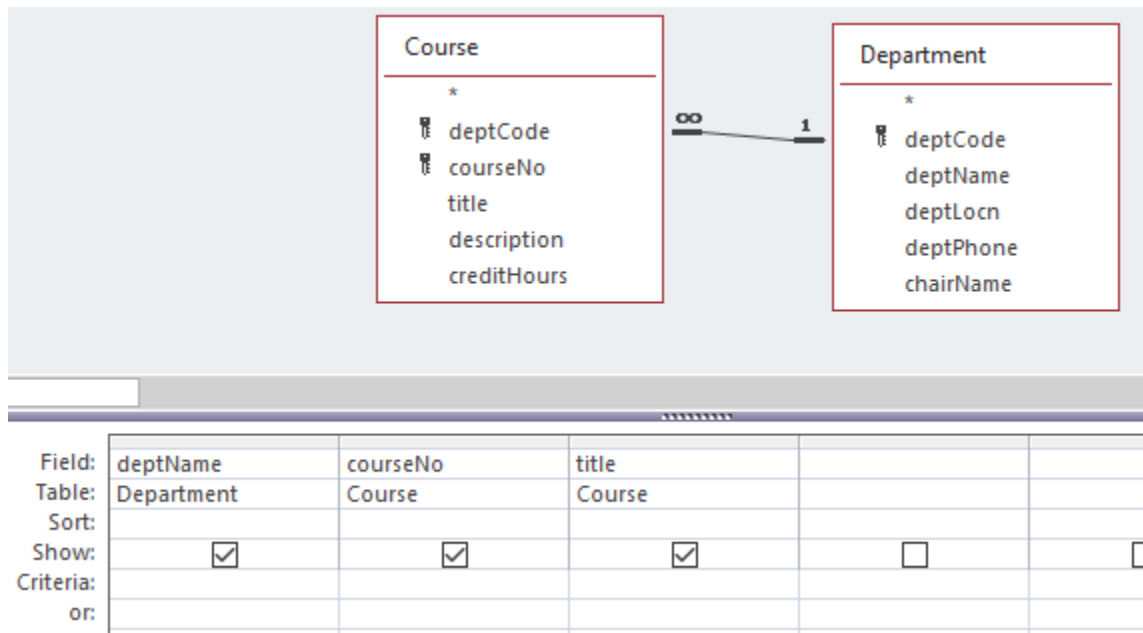 Course
*
deptCode
courseNo
title
description
creditHours
∞
1
Department
*
deptCode
deptName
deptLocn
deptPhone
chairName
Field: deptName courseNo title
Table: Department Course Course
Sort:
Show:
Criteria:
or: